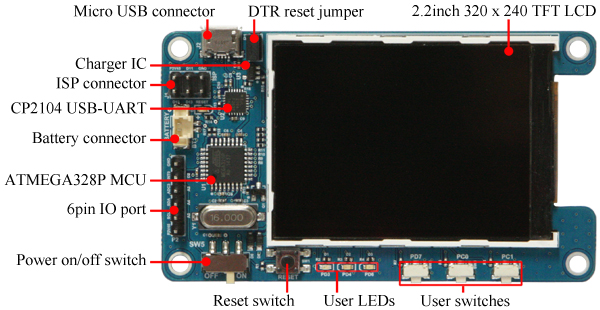 Micro USB connector
DTR reset jumper
2.2inch 320 x 240 TFT LCD
Charger IC
ISP connector
CP2104 USB-UART
Battery connector
BATTERY
ATMEGA328P MCU
6pin IO port
16.000
SW5
Power on/off switch
OFF
ON
RESET
PD7
PC0
PC1
Reset switch
User LEDs
User switches